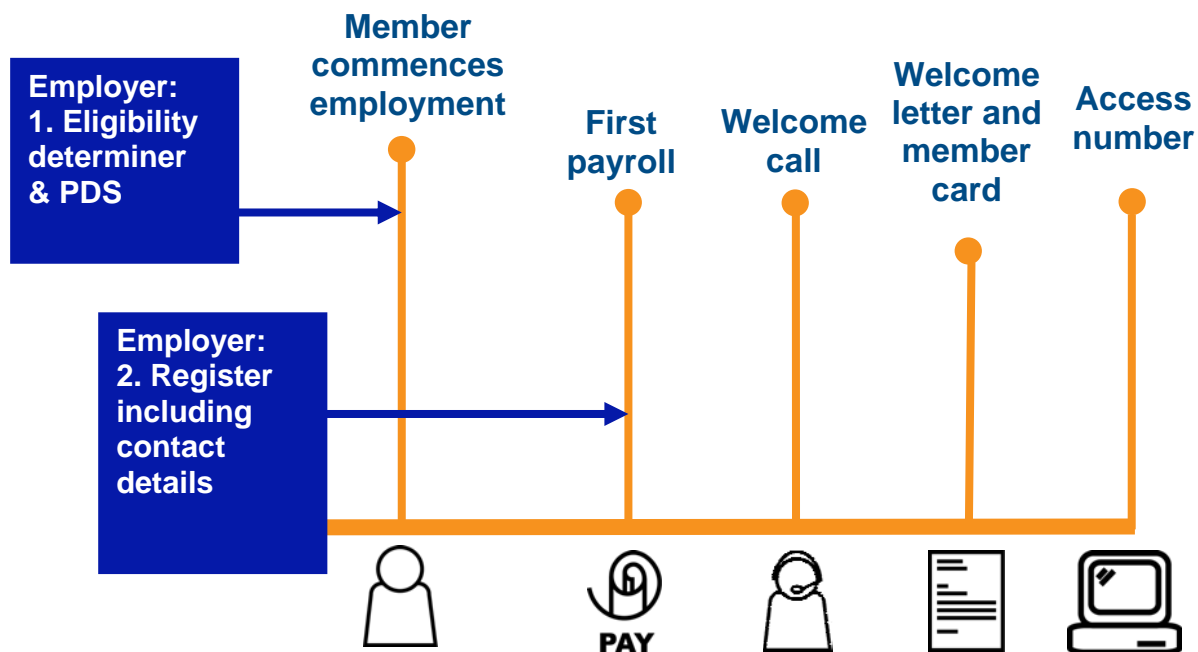 Member
commences
employment
Employer:
1. Eligibility
determiner
& PDS
First
payroll
Welcome
call
Welcome
letter and
member
card
Access
number
Employer:
2. Register
including
contact
details
PAY